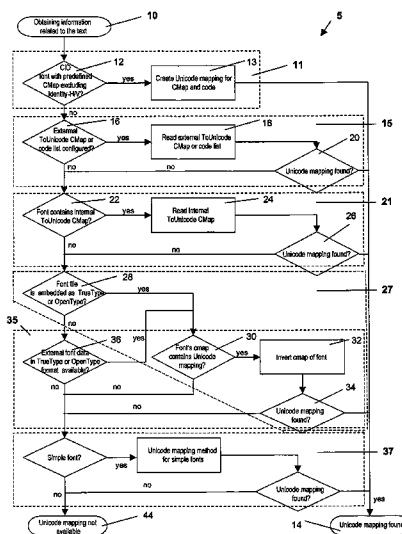 10
Obtaining information
related to the text
5
12
CID
font with predefined
CMap excluding
Identity-H/V?
yes
13
Create Unicode mapping for
CMap and code
11
no
16
External
ToUnicode CMap or
code list configured?
yes
18
Read external ToUnicode
CMap or code list
15
20
no
no
Unicode mapping found?
22
Font contains internal
ToUnicode CMap?
yes
24
Read Internal
ToUnicode CMap
21
26
no
no
Unicode mapping found?
28
Font file
is embedded as TrueType
or OpenType?
yes
27
no
35
36
External font data
in TrueType or OpenType
format available?
yes
30
Font's cmap
contains Unicode
mapping?
yes
32
Invert cmap of font
34
no
no
no
Unicode mapping
found?
Simple font?
yes
Unicode mapping method
for simple fonts
37
no
no
Unicode mapping
found?
yes
Unicode mapping not
available
44
14
Unicode mapping found